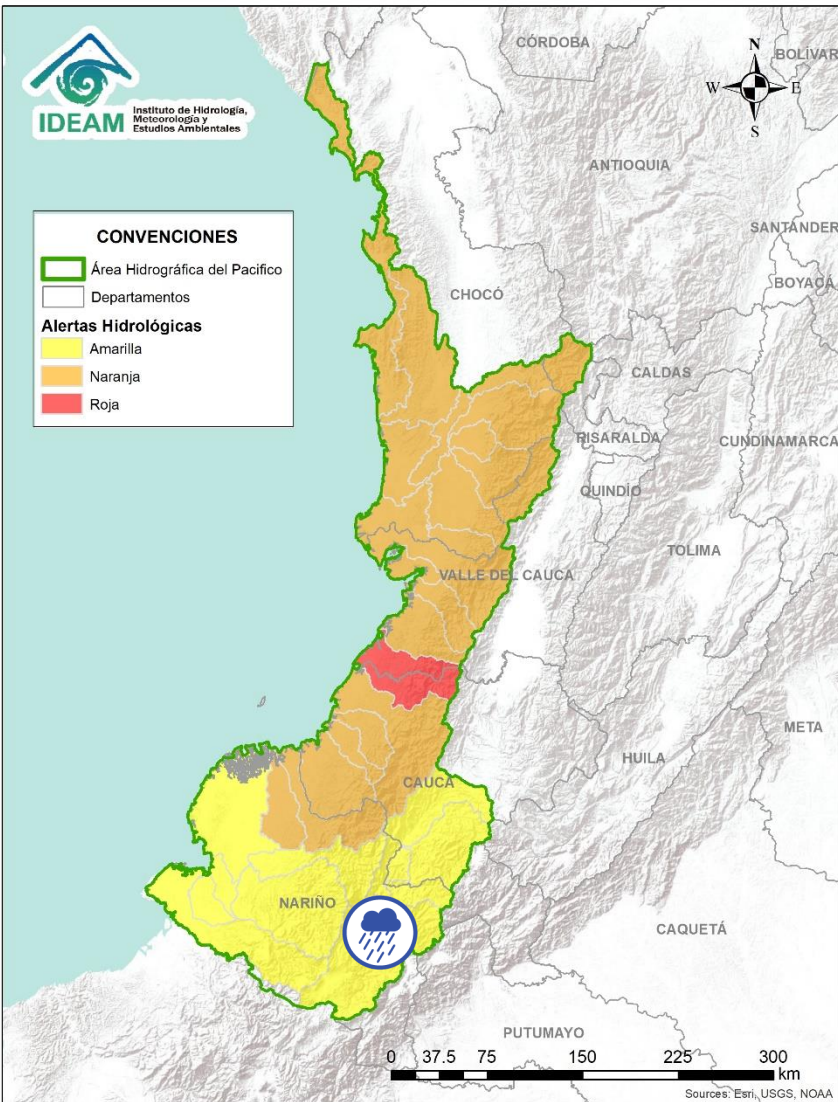 IDEAM
Instituto de Hidrología,
Meteorología y
Estudios Ambientales
CÓRDOBA
BOLÍVAR
N
W
E
S
ANTIOQUIA
SANTANDER
BOYACÁ
CONVENCIONES
Área Hidrográfica del Pacifico
Departamentos
Alertas Hidrológicas
Amarilla
Naranja
Roja
CHOCÓ
CALDAS
RISARALDA
CUNDINAMARCA
QUINDÍO
TOLIMA
VALLE DEL CAUCA
META
HUILA
CAUCA
NARIÑO
CAQUETÁ
PUTUMAYO
0 37.5 75 150 225 300
km
Sources: Esri, USGS, NOAA